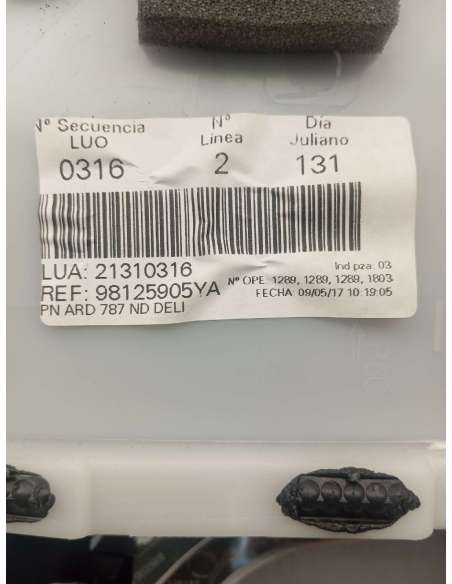 Nº Secuencia Nº Día
LUO Linea Juliano
0316 2 131
LUA: 21310316 Ind pza: 03
REF: 98125905YA Nº OPE: 1289, 1289, 1289, 1803
FECHA: 09/05/17 10:19:05
PN ARD 787 ND DELI